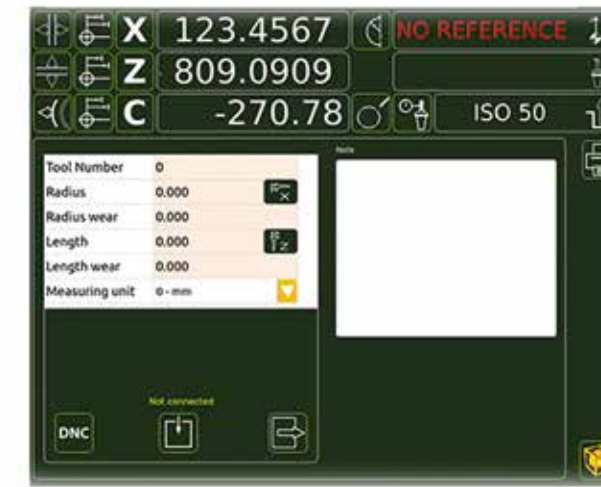 X 123.4567 NO REFERENCE
Z 809.0909
C -270.78 ISO 50
Note
Tool Number 0
Radius 0.000 X
Radius wear 0.000
Length 0.000 Z
Length wear 0.000
Measuring unit 0 - mm
Not connected
DNC